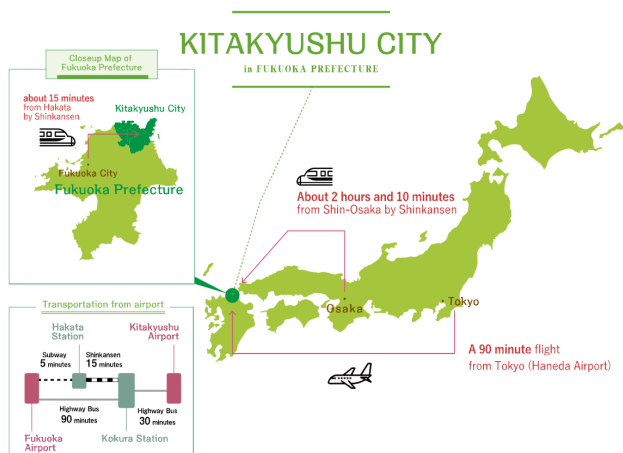 KITAKYUSHU CITY
in FUKUOKA PREFECTURE
Closeup Map of
Fukuoka Prefecture
about 15 minutes
from Hakata
by Shinkansen
Kitakyushu City
Fukuoka City
Fukuoka Prefecture
About 2 hours and 10 minutes
from Shin-Osaka by Shinkansen
Osaka
Tokyo
A 90 minute flight
from Tokyo (Haneda Airport)
Transportation from airport
Hakata
Station
Kitakyushu
Airport
Subway
5 minutes
Shinkansen
15 minutes
Highway Bus
90 minutes
Highway Bus
30 minutes
Fukuoka
Airport
Kokura Station